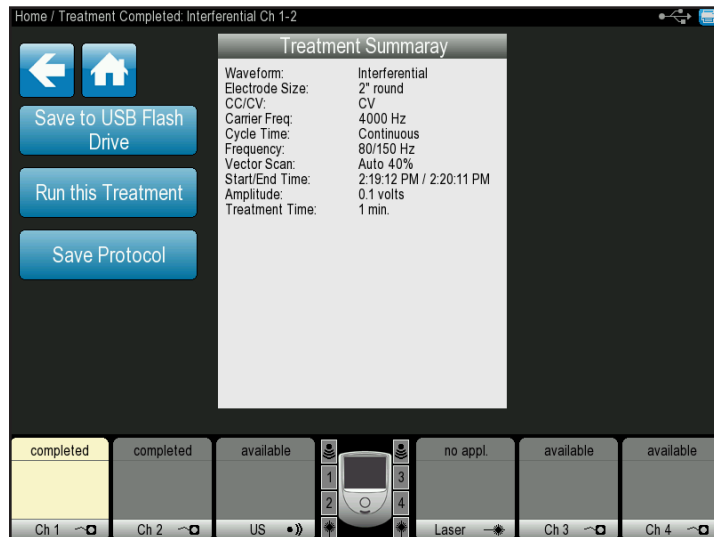 Home / Treatment Completed: Interferential Ch 1-2
Treatment Summaray
Save to USB Flash
Drive
Run this Treatment
Save Protocol
Waveform: Interferential
Electrode Size: 2" round
CC/CV: CV
Carrier Freq: 4000 Hz
Cycle Time: Continuous
Frequency: 80/150 Hz
Vector Scan: Auto 40%
Start/End Time: 2:19:12 PM / 2:20:11 PM
Amplitude: 0.1 volts
Treatment Time: 1 min.
completed completed available no appl. available available
1 3
2 4
Ch 1 Ch 2 US Laser Ch 3 Ch 4